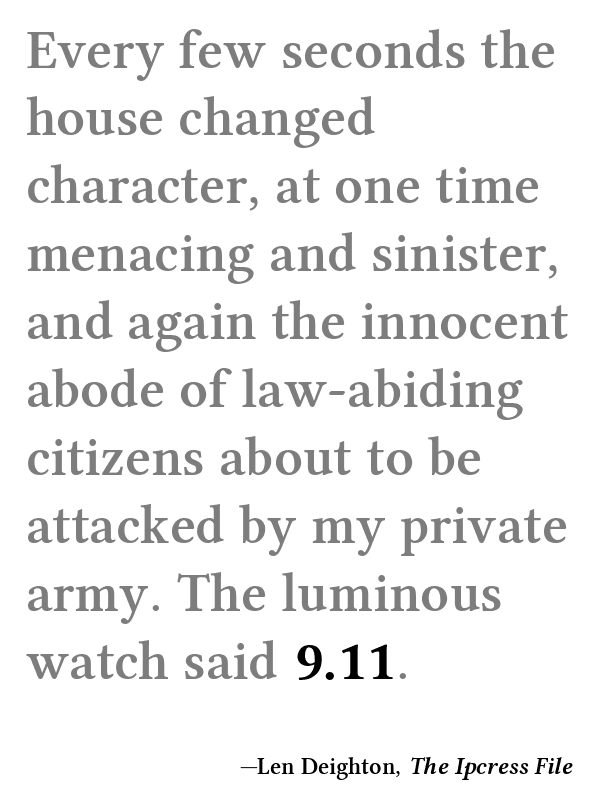 Every few seconds the
house changed
character, at one time
menacing and sinister,
and again the innocent
abode of law-abiding
citizens about to be
attacked by my private
army. The luminous
watch said 9.11.
—Len Deighton, The Ipcress File